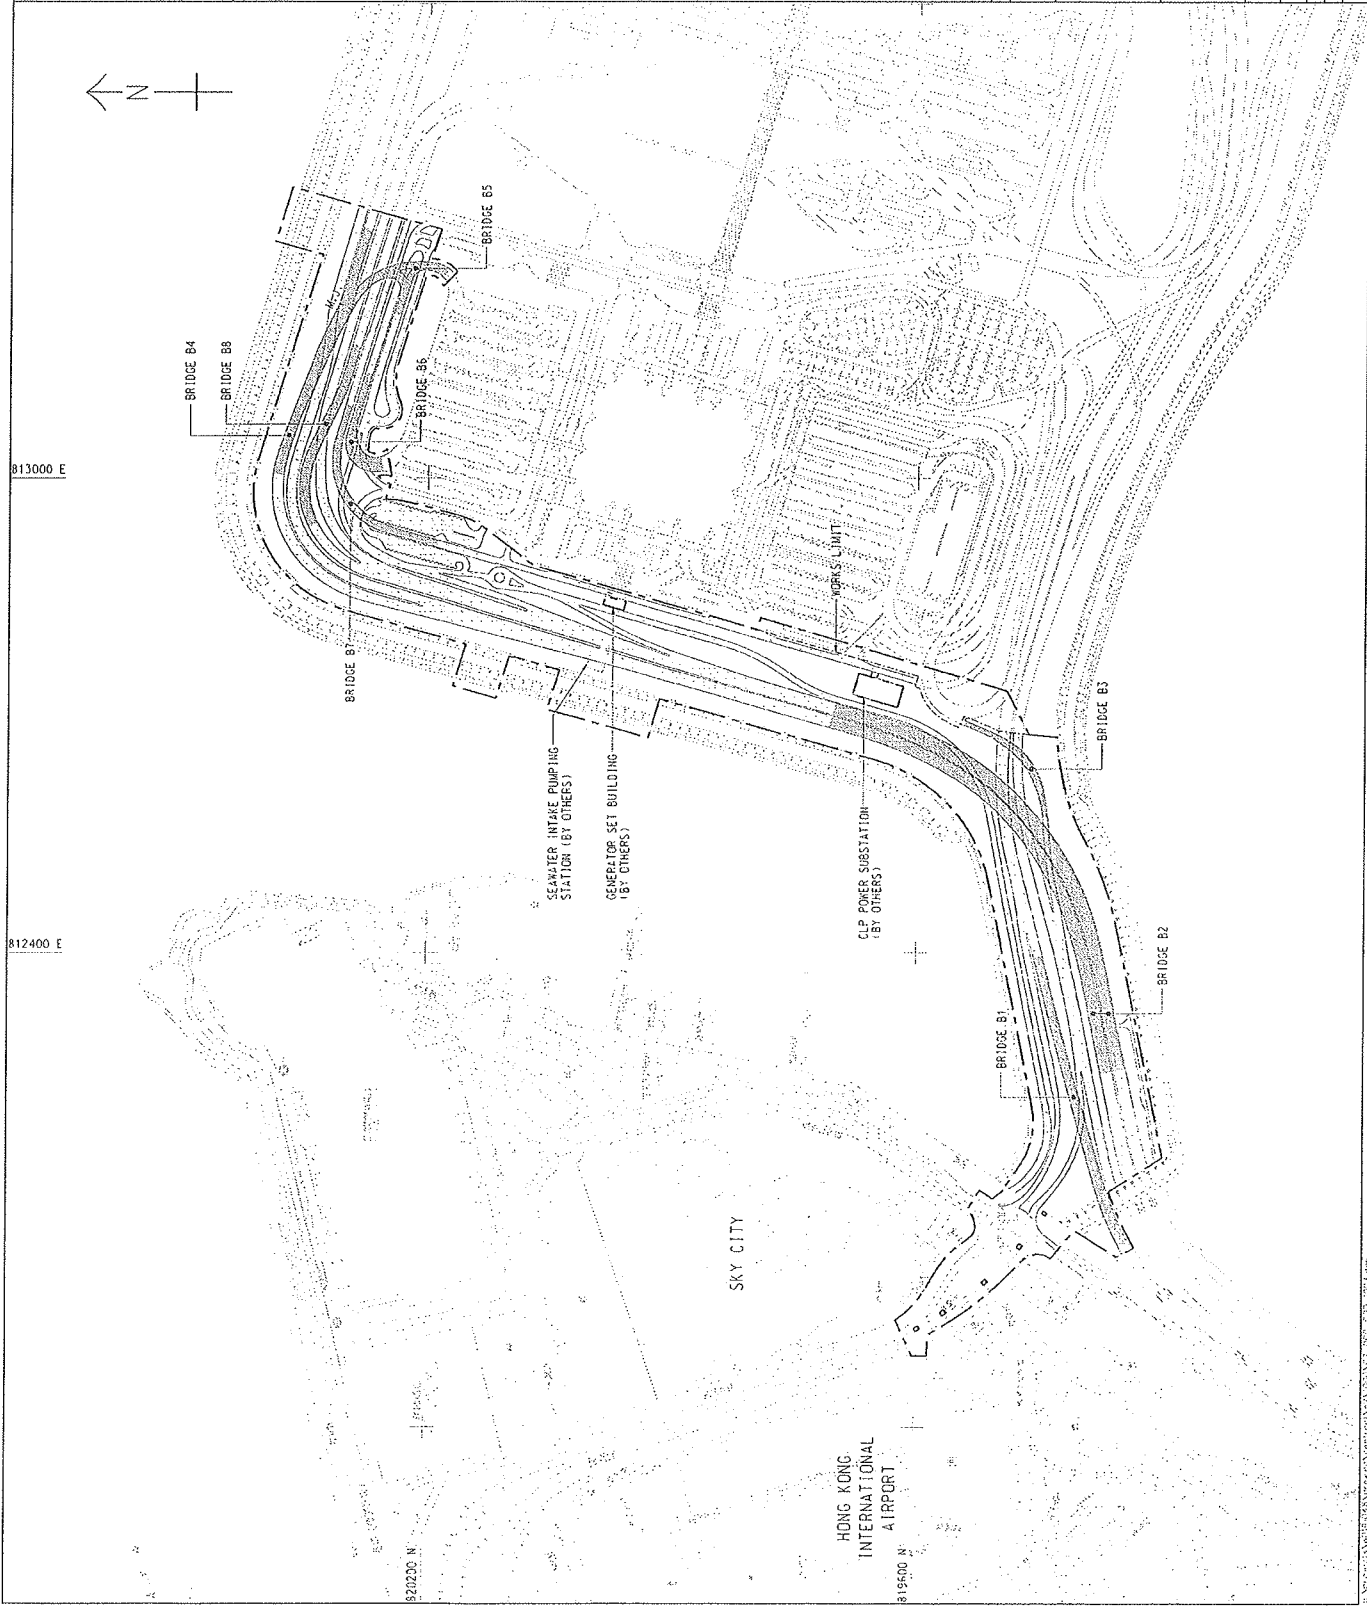 N
BRIDGE B4
BRIDGE B8
BRIDGE B5
BRIDGE B6
813000 E
BRIDGE B7
WORKS LIMIT
BRIDGE B3
SEAWATER INTAKE PUMPING
STATION (BY OTHERS)
GENERATOR SET BUILDING
(BY OTHERS)
CLP POWER SUBSTATION
(BY OTHERS)
812400 E
BRIDGE B2
BRIDGE B1
SKY CITY
HONG KONG
INTERNATIONAL
AIRPORT
820200 N
819600 N